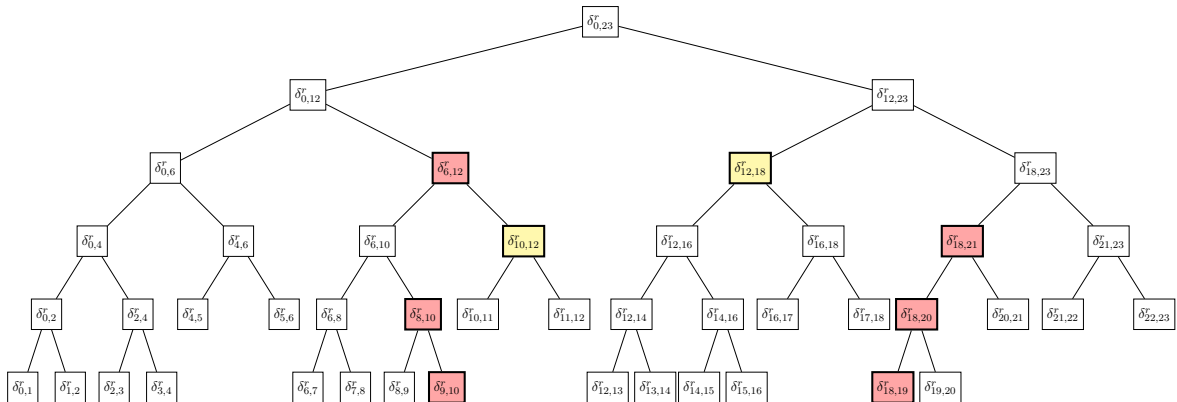 δ^r_{0,23}
δ^r_{0,12} δ^r_{12,23}
δ^r_{0,6} δ^r_{6,12} δ^r_{12,18} δ^r_{18,23}
δ^r_{0,4} δ^r_{4,6} δ^r_{6,10} δ^r_{10,12} δ^r_{12,16} δ^r_{16,18} δ^r_{18,21} δ^r_{21,23}
δ^r_{0,2} δ^r_{2,4} δ^r_{4,5} δ^r_{5,6} δ^r_{6,8} δ^r_{8,10} δ^r_{10,11} δ^r_{11,12} δ^r_{12,14} δ^r_{14,16} δ^r_{16,17} δ^r_{17,18} δ^r_{18,20} δ^r_{20,21} δ^r_{21,22} δ^r_{22,23}
δ^r_{0,1} δ^r_{1,2} δ^r_{2,3} δ^r_{3,4} δ^r_{6,7} δ^r_{7,8} δ^r_{8,9} δ^r_{9,10} δ^r_{12,13} δ^r_{13,14} δ^r_{14,15} δ^r_{15,16} δ^r_{18,19} δ^r_{19,20}